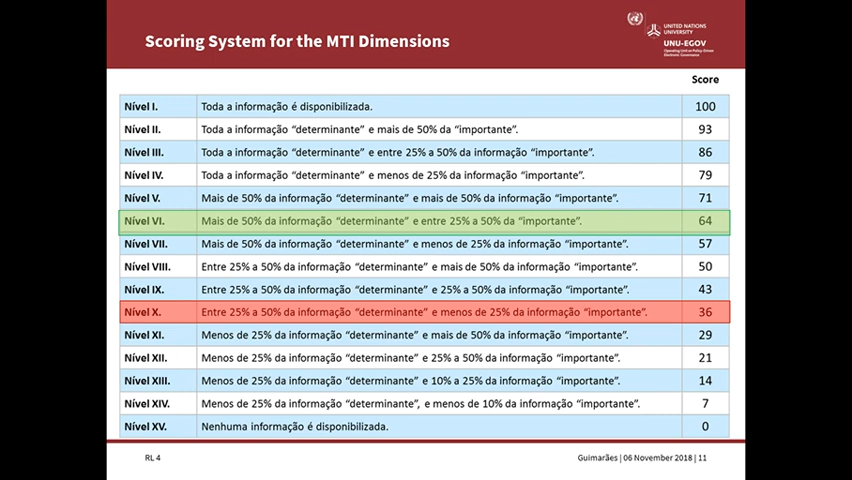 Scoring System for the MTI Dimensions
UNITED NATIONS
UNIVERSITY
UNU-EGOV
Operating Unit on Policy-Driven
Electronic Governance
Score
Nível I. Toda a informação é disponibilizada. 100
Nível II. Toda a informação “determinante” e mais de 50% da “importante”. 93
Nível III. Toda a informação “determinante” e entre 25% a 50% da informação “importante”. 86
Nível IV. Toda a informação “determinante” e menos de 25% da “importante”. 79
Nível V. Mais de 50% da informação “determinante” e mais de 50% da informação “importante”. 71
Nível VI. Mais de 50% da informação “determinante” e entre 25% a 50% da “importante”. 64
Nível VII. Mais de 50% da informação “determinante” e menos de 25% da informação “importante”. 57
Nível VIII. Entre 25% a 50% da informação “determinante” e mais de 50% da informação “importante”. 50
Nível IX. Entre 25% a 50% da informação “determinante” e 25% a 50% da informação “importante”. 43
Nível X. Entre 25% a 50% da informação “determinante” e menos de 25% da informação “importante”. 36
Nível XI. Menos de 25% da informação “determinante” e mais de 50% da informação “importante”. 29
Nível XII. Menos de 25% da informação “determinante” e 25% a 50% da informação “importante”. 21
Nível XIII. Menos de 25% da informação “determinante” e 10% a 25% da informação “importante”. 14
Nível XIV. Menos de 25% da informação “determinante”, e menos de 10% da informação “importante”. 7
Nível XV. Nenhuma informação é disponibilizada. 0
RL 4
Guimarães | 06 November 2018 | 11